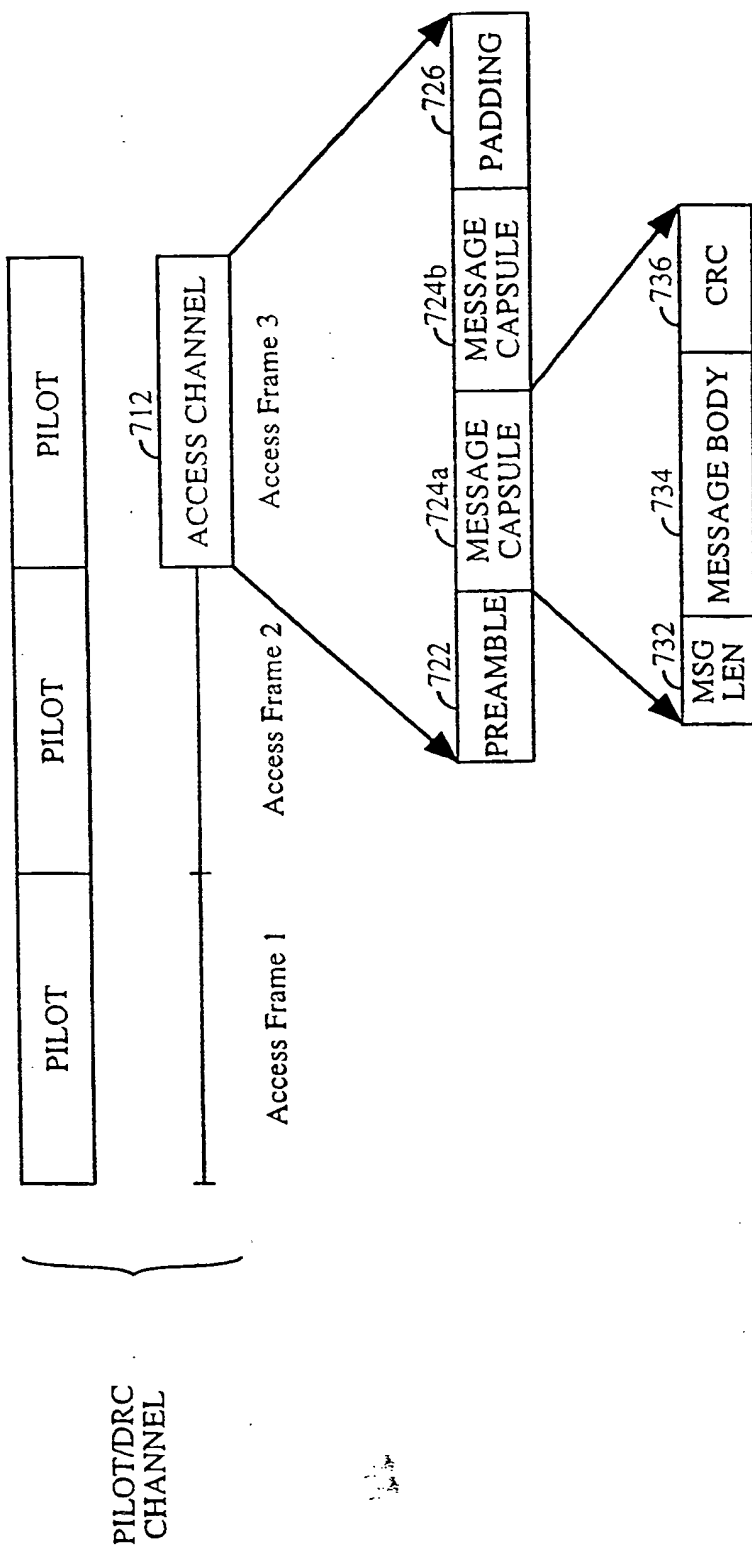 PILOT/DRC
CHANNEL
PILOT
PILOT
PILOT
712
ACCESS CHANNEL
Access Frame 1
Access Frame 2
Access Frame 3
722
724a
724b
726
PREAMBLE
MESSAGE
CAPSULE
MESSAGE
CAPSULE
PADDING
732
734
736
MSG
LEN
MESSAGE BODY
CRC